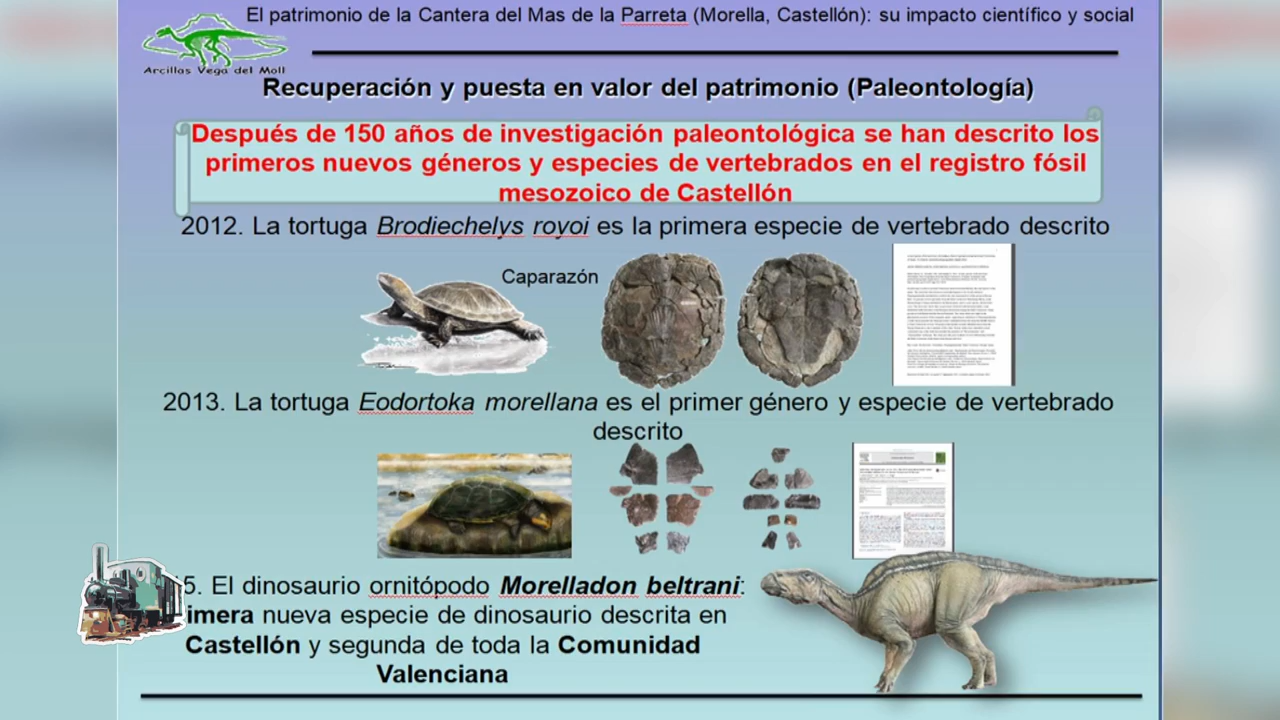 El patrimonio de la Cantera del Mas de la Parreta (Morella, Castellón): su impacto científico y social
Arcillas Vega del Moll
Recuperación y puesta en valor del patrimonio (Paleontología)
Después de 150 años de investigación paleontológica se han descrito los
primeros nuevos géneros y especies de vertebrados en el registro fósil
mesozoico de Castellón
2012. La tortuga Brodiechelys royoi es la primera especie de vertebrado descrito
Caparazón
2013. La tortuga Eodortoka morellana es el primer género y especie de vertebrado
descrito
5. El dinosaurio ornitópodo Morelladon beltrani:
imera nueva especie de dinosaurio descrita en
Castellón y segunda de toda la Comunidad
Valenciana